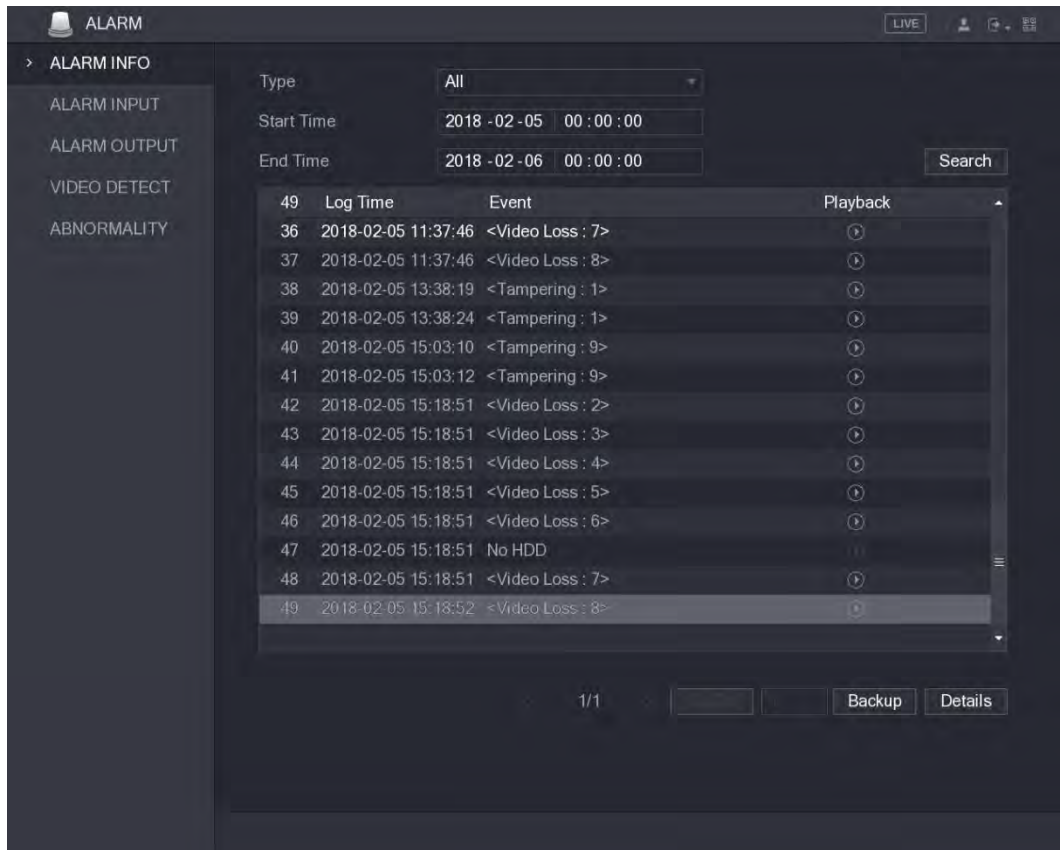 ALARM LIVE
ALARM INFO
ALARM INPUT
ALARM OUTPUT
VIDEO DETECT
ABNORMALITY
Type All
Start Time 2018 - 02 - 05 00 : 00 : 00
End Time 2018 - 02 - 06 00 : 00 : 00 Search
49 Log Time Event Playback
36 2018-02-05 11:37:46 <Video Loss : 7>
37 2018-02-05 11:37:46 <Video Loss : 8>
38 2018-02-05 13:38:19 <Tampering : 1>
39 2018-02-05 13:38:24 <Tampering : 1>
40 2018-02-05 15:03:10 <Tampering : 9>
41 2018-02-05 15:03:12 <Tampering : 9>
42 2018-02-05 15:18:51 <Video Loss : 2>
43 2018-02-05 15:18:51 <Video Loss : 3>
44 2018-02-05 15:18:51 <Video Loss : 4>
45 2018-02-05 15:18:51 <Video Loss : 5>
46 2018-02-05 15:18:51 <Video Loss : 6>
47 2018-02-05 15:18:51 No HDD
48 2018-02-05 15:18:51 <Video Loss : 7>
49 2018-02-05 15:18:52 <Video Loss : 8>
1/1 Backup Details